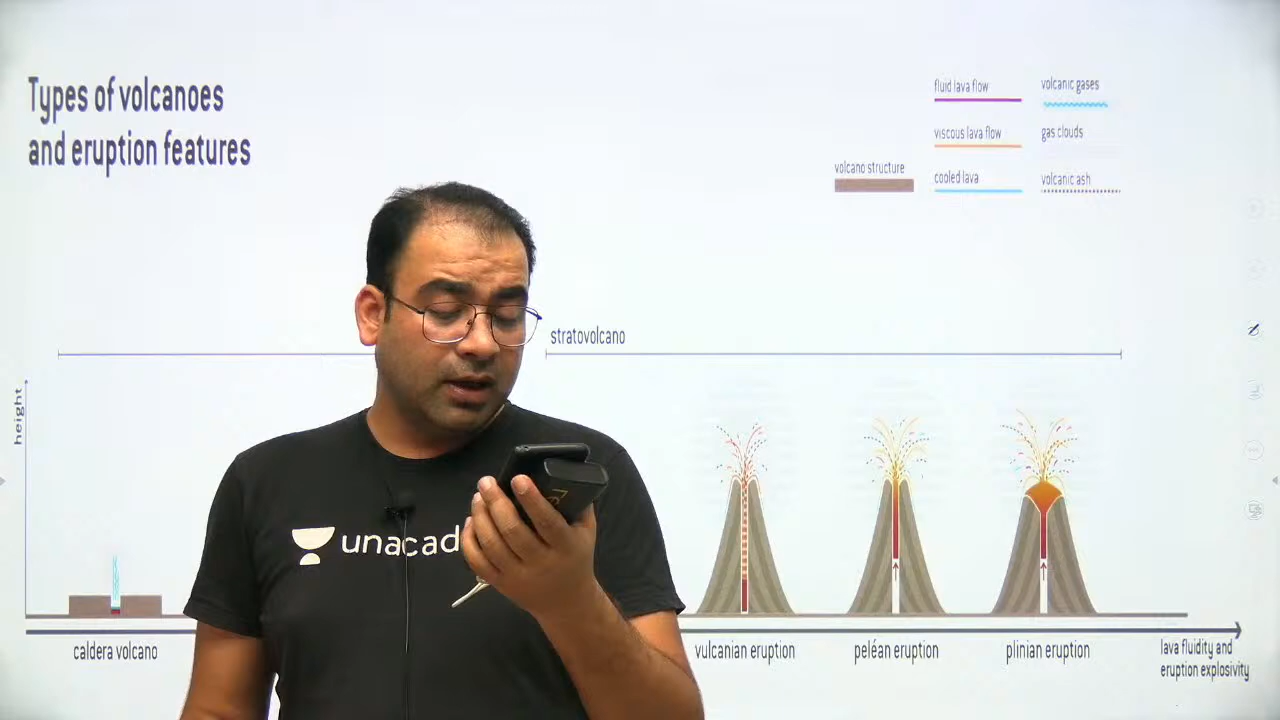 Types of volcanoes
and eruption features
fluid lava flow
volcanic gases
viscous lava flow
gas clouds
volcano structure
cooled lava
volcanic ash
stratovolcano
height
unacad
caldera volcano
vulcanian eruption
peléan eruption
plinian eruption
lava fluidity and
eruption explosivity